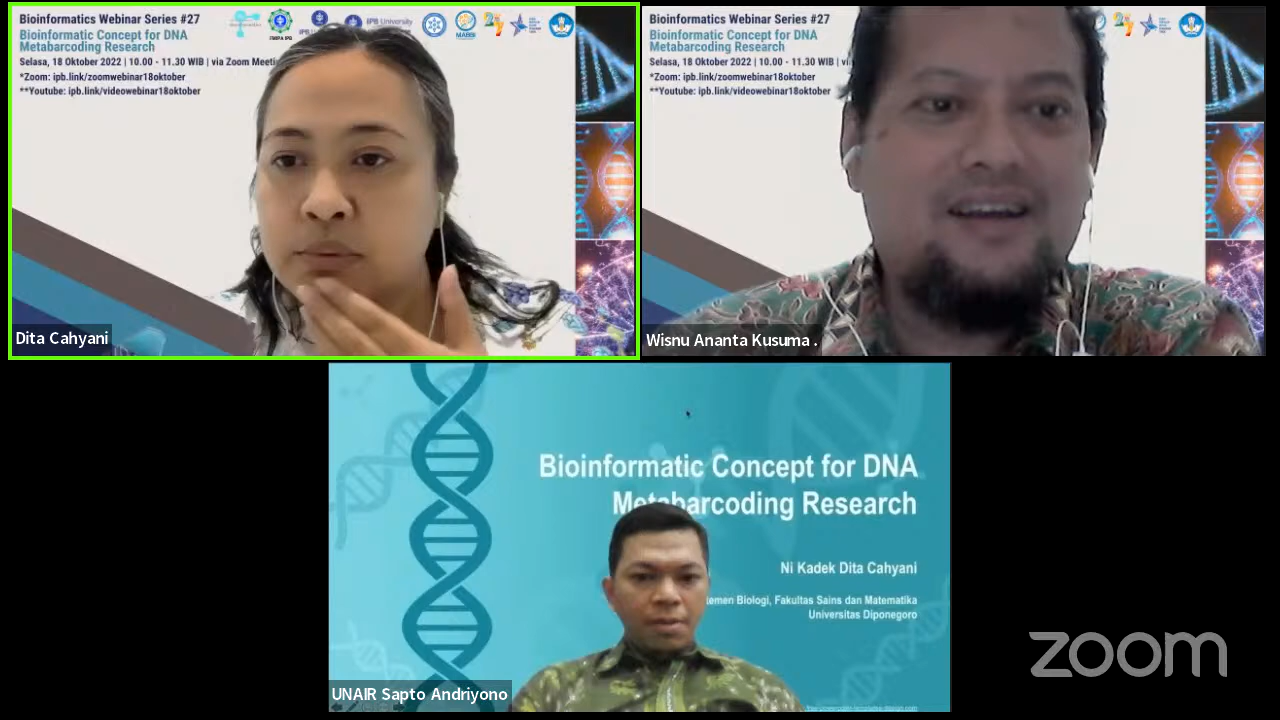 Bioinformatics Webinar Series #27
IPB University
Bioinformatic Concept for DNA
Metabarcoding Research
Selasa, 18 Oktober 2022 | 10.00 - 11.30 WIB | via Zoom
*Zoom: ipb.link/zoomwebinar18oktober
**Youtube: ipb.link/videowebinar18oktober
Dita Cahyani
Bioinformatics Webinar Series #27
Bioinformatic Concept for DNA
Metabarcoding Research
Selasa, 18 Oktober 2022 | 10.00 - 11.30 WIB |
*Zoom: ipb.link/zoomwebinar18oktober
**Youtube: ipb.link/videowebinar18oktober
Wisnu Ananta Kusuma .
Bioinformatic Concept for DNA
Metabarcoding Research
Ni Kadek Dita Cahyani
Biologi, Fakultas Sains dan Matematika
Universitas Diponegoro
UNAIR Sapto Andriyono
zoom